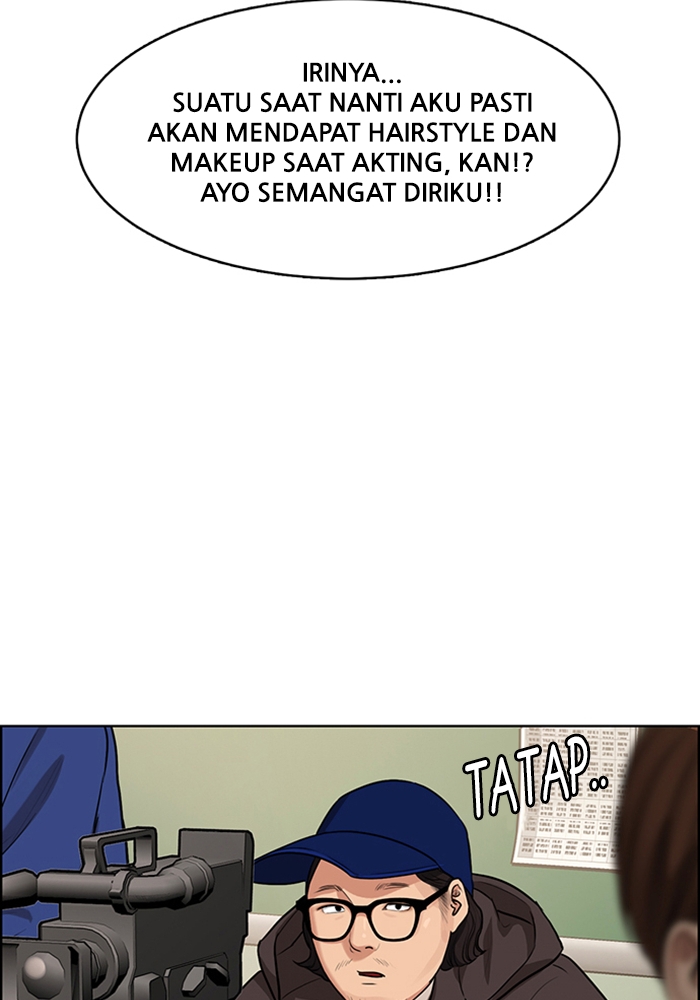 IRINYA...
SUATU SAAT NANTI AKU PASTI
AKAN MENDAPAT HAIRSTYLE DAN
MAKEUP SAAT AKTING, KAN!?
AYO SEMANGAT DIRIKU!!
TATAP..